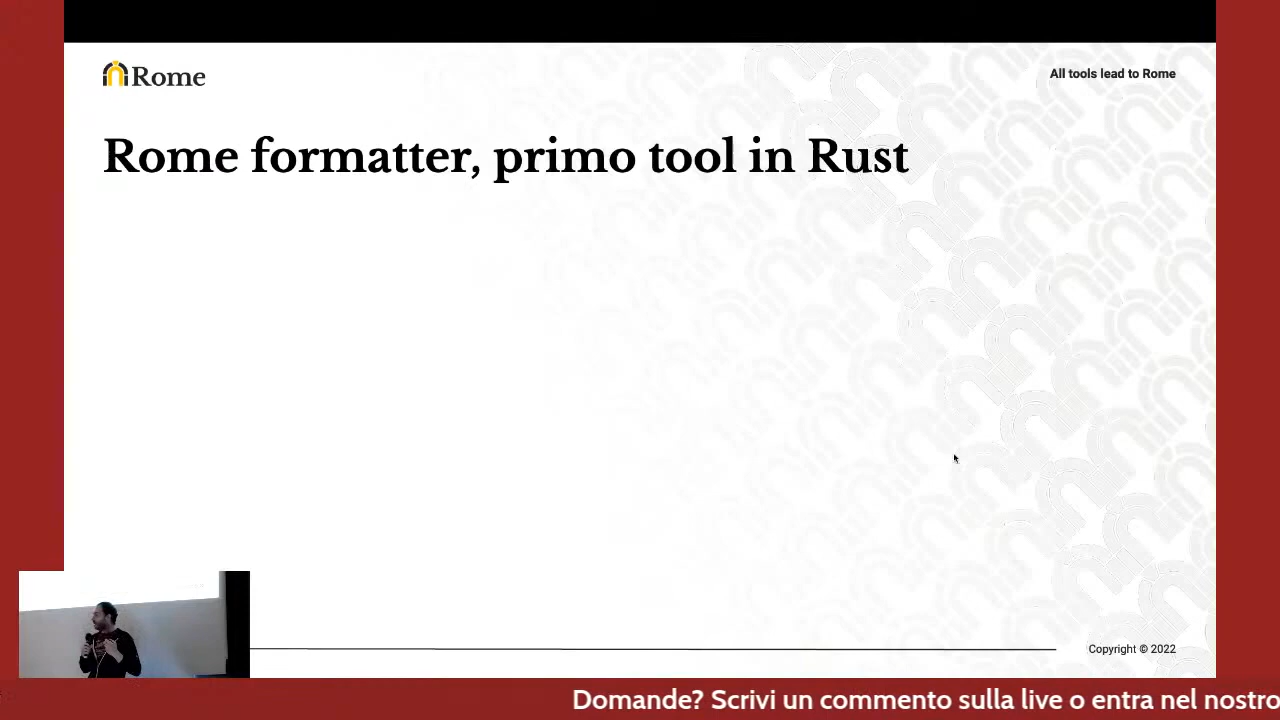 Rome
All tools lead to Rome
Rome formatter, primo tool in Rust
Copyright © 2022
Domande? Scrivi un commento sulla live o entra nel nostro